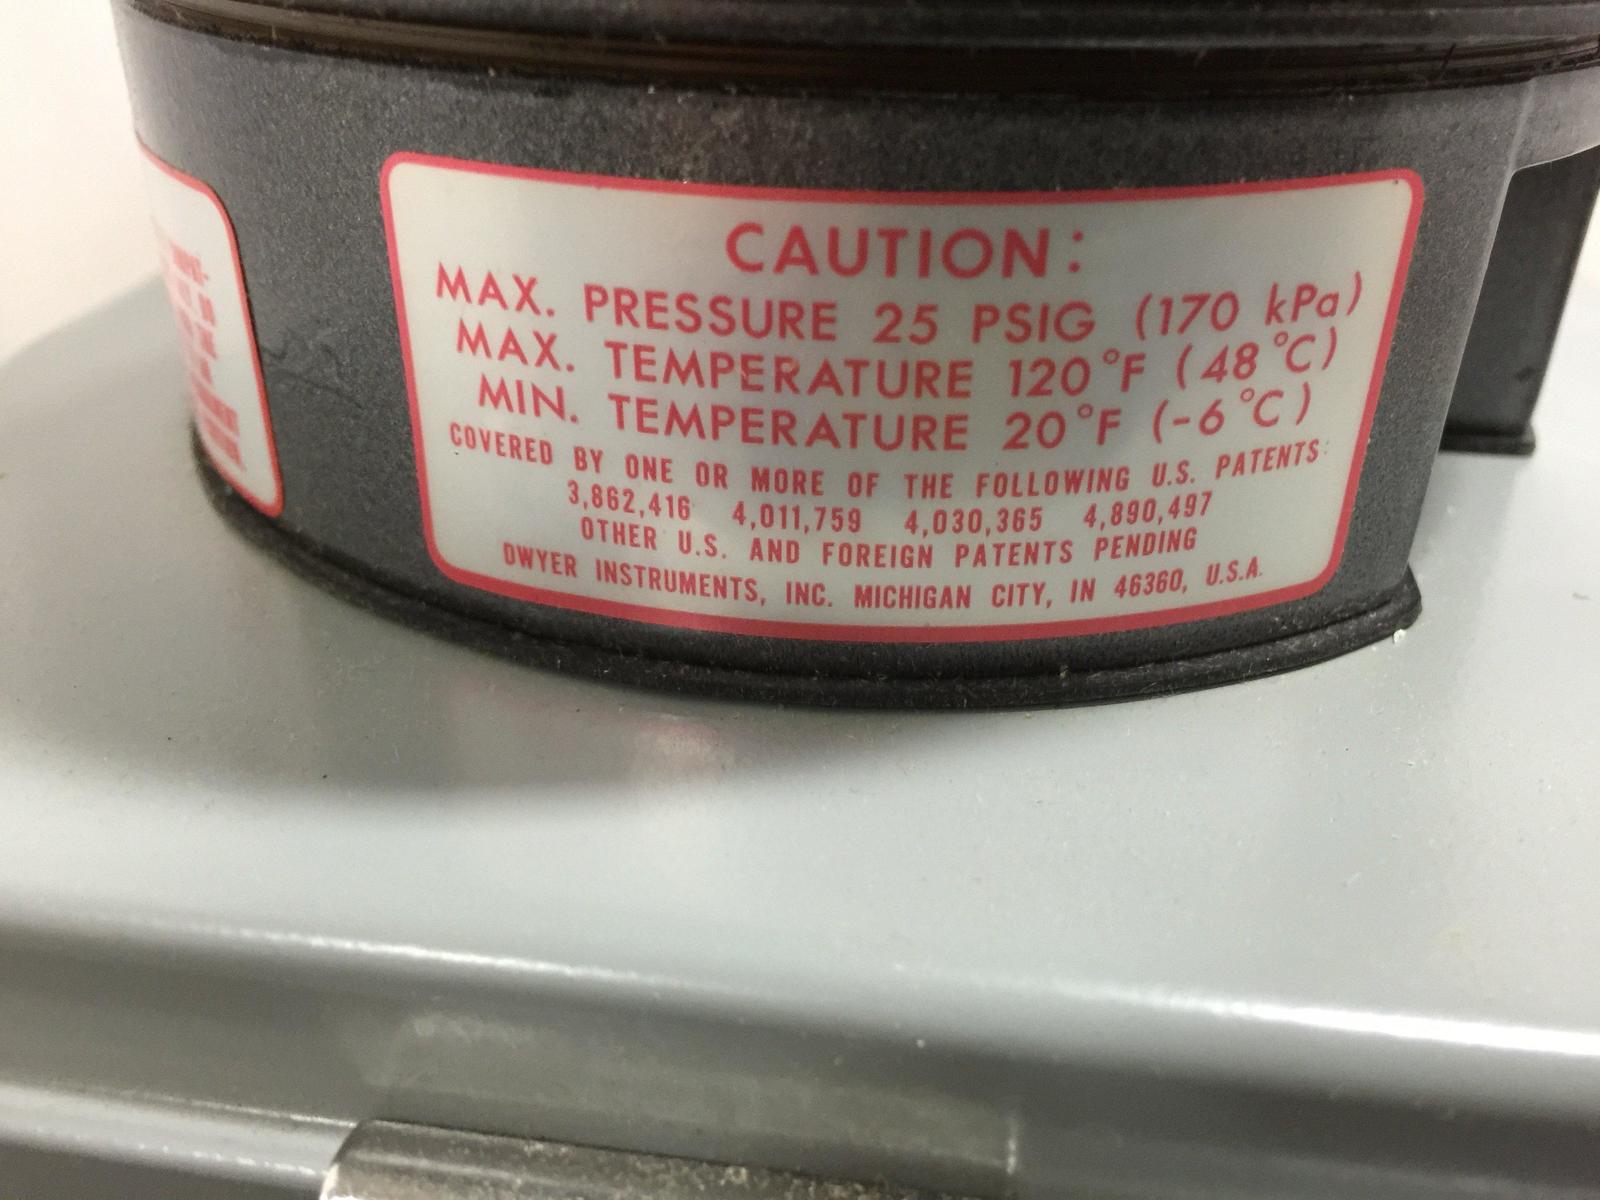 CAUTION:
MAX. PRESSURE 25 PSIG (170 kPa)
MAX. TEMPERATURE 120°F (48°C)
MIN. TEMPERATURE 20°F (-6°C)
COVERED BY ONE OR MORE OF THE FOLLOWING U.S. PATENTS:
3,862,416 4,011,759 4,030,365 4,890,497
OTHER U.S. AND FOREIGN PATENTS PENDING
DWYER INSTRUMENTS, INC. MICHIGAN CITY, IN 46360, U.S.A.